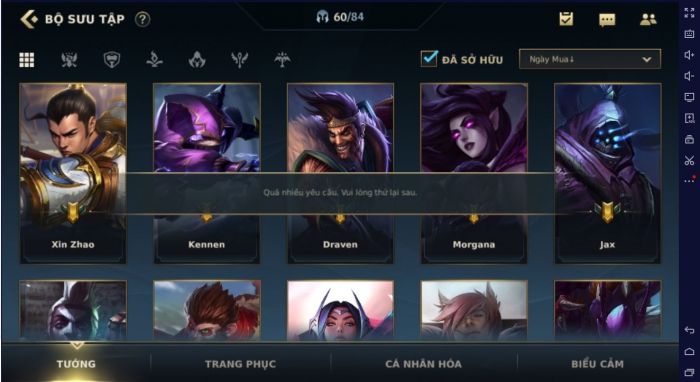 BỘ SƯU TẬP ?
60/84
ĐÃ SỞ HỮU
Ngày Mua↓
Quá nhiều yêu cầu. Vui lòng thử lại sau.
Xin Zhao
Kennen
Draven
Morgana
Jax
TƯỚNG
TRANG PHỤC
CÁ NHÂN HÓA
BIỂU CẢM